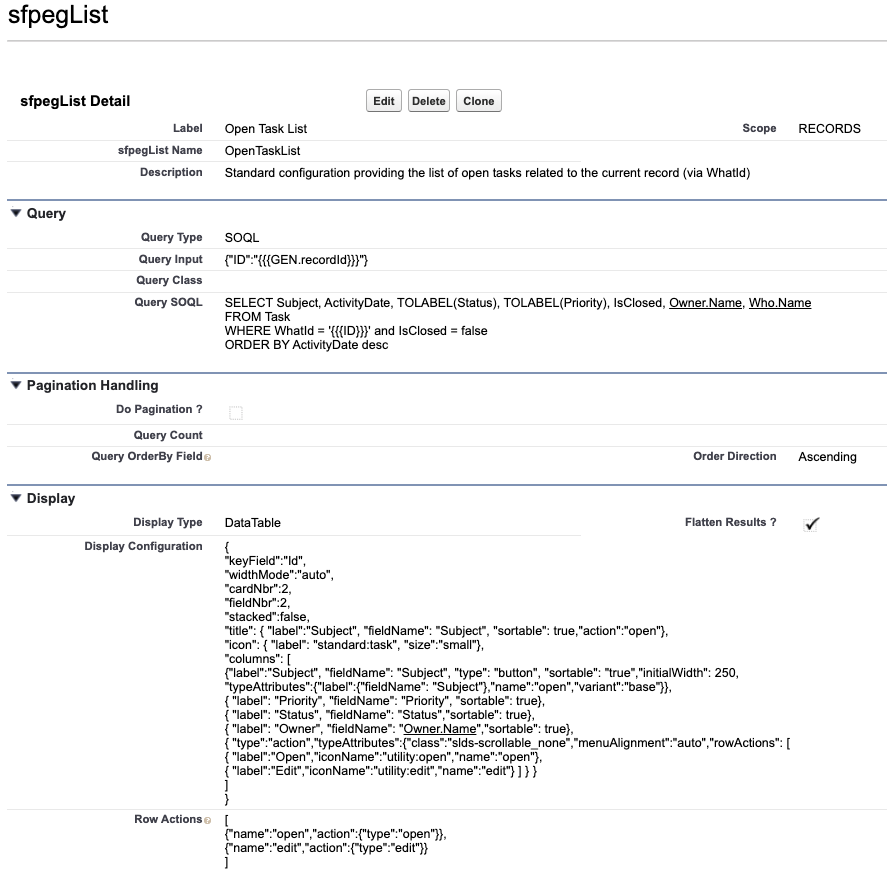 sfpegList
sfpegList Detail
Edit Delete Clone
Label Open Task List Scope RECORDS
sfpegList Name OpenTaskList
Description Standard configuration providing the list of open tasks related to the current record (via WhatId)
Query
Query Type SOQL
Query Input {"ID":"{{{GEN.recordId}}}"}
Query Class
Query SOQL SELECT Subject, ActivityDate, TOLABEL(Status), TOLABEL(Priority), IsClosed, Owner.Name, Who.Name
FROM Task
WHERE WhatId = '{{{ID}}}' and IsClosed = false
ORDER BY ActivityDate desc
Pagination Handling
Do Pagination ?
Query Count
Query OrderBy Field Order Direction Ascending
Display
Display Type DataTable Flatten Results ?
Display Configuration {
"keyField":"Id",
"widthMode":"auto",
"cardNbr":2,
"fieldNbr":2,
"stacked":false,
"title": { "label":"Subject", "fieldName": "Subject", "sortable": true,"action":"open"},
"icon": { "label": "standard:task", "size":"small"},
"columns": [
{"label":"Subject", "fieldName": "Subject", "type": "button", "sortable": "true","initialWidth": 250,
"typeAttributes":{"label":{"fieldName": "Subject"},"name":"open","variant":"base"}},
{ "label": "Priority", "fieldName": "Priority", "sortable": true},
{ "label": "Status", "fieldName": "Status","sortable": true},
{ "label": "Owner", "fieldName": "Owner.Name","sortable": true},
{ "type":"action","typeAttributes":{"class":"slds-scrollable_none","menuAlignment":"auto","rowActions": [
{ "label":"Open","iconName":"utility:open","name":"open"},
{ "label":"Edit","iconName":"utility:edit","name":"edit"} ] } }
]
}
Row Actions [
{"name":"open","action":{"type":"open"}},
{"name":"edit","action":{"type":"edit"}}
]